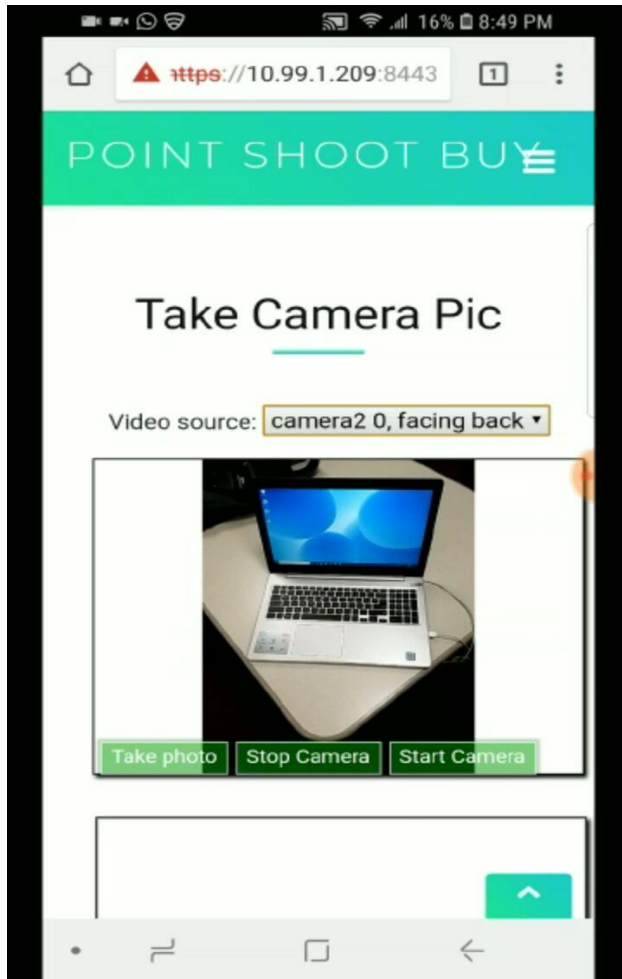 16% 8:49 PM
https://10.99.1.209:8443
1
POINT SHOOT BUY
Take Camera Pic
Video source: camera2 0, facing back
Take photo
Stop Camera
Start Camera